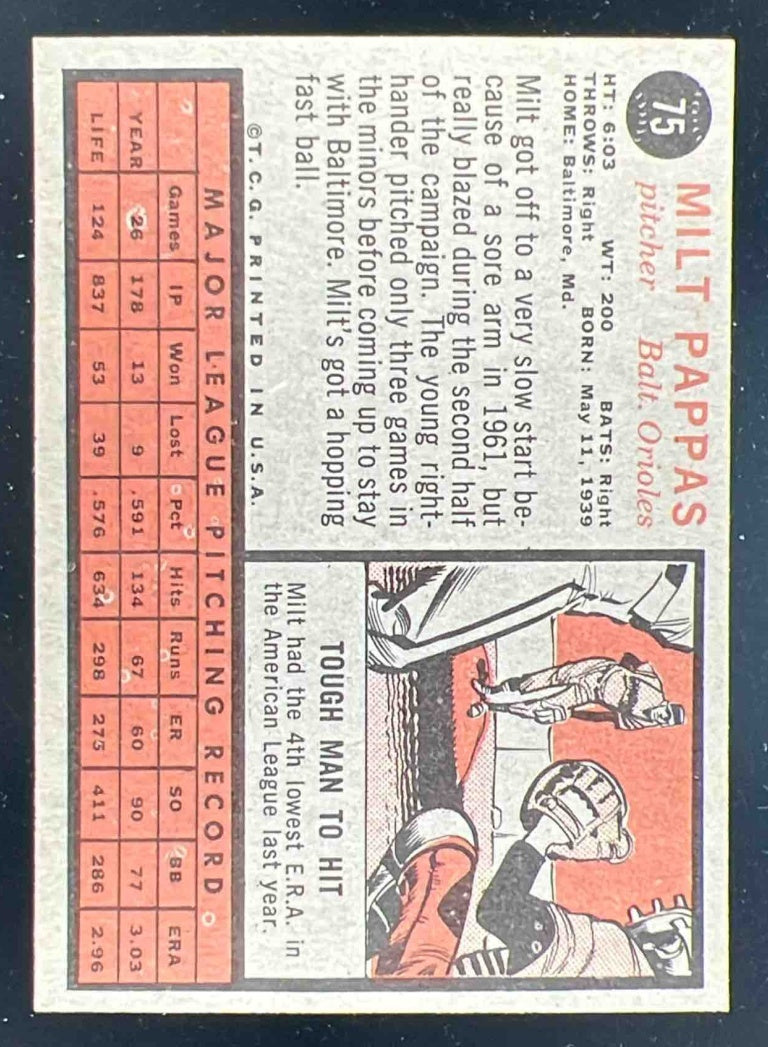 75
MILT PAPPAS
pitcher Balt. Orioles
HT: 6:03 WT: 200 BATS: Right
THROWS: Right BORN: May 11, 1939
HOME: Baltimore, Md.
Milt got off to a very slow start be-
cause of a sore arm in 1961, but
really blazed during the second half
of the campaign. The young right-
hander pitched only three games in
the minors before coming up to stay
with Baltimore. Milt's got a hopping
fast ball.
©T.C.G. PRINTED IN U.S.A.
TOUGH MAN TO HIT
Milt had the 4th lowest E.R.A. in
the American League last year.
MAJOR LEAGUE PITCHING RECORD
Games IP Won Lost Pct Hits Runs ER SO BB ERA
YEAR 26 178 13 9 .591 134 67 60 90 77 3.03
LIFE 124 837 53 39 .576 634 298 275 411 286 2.96